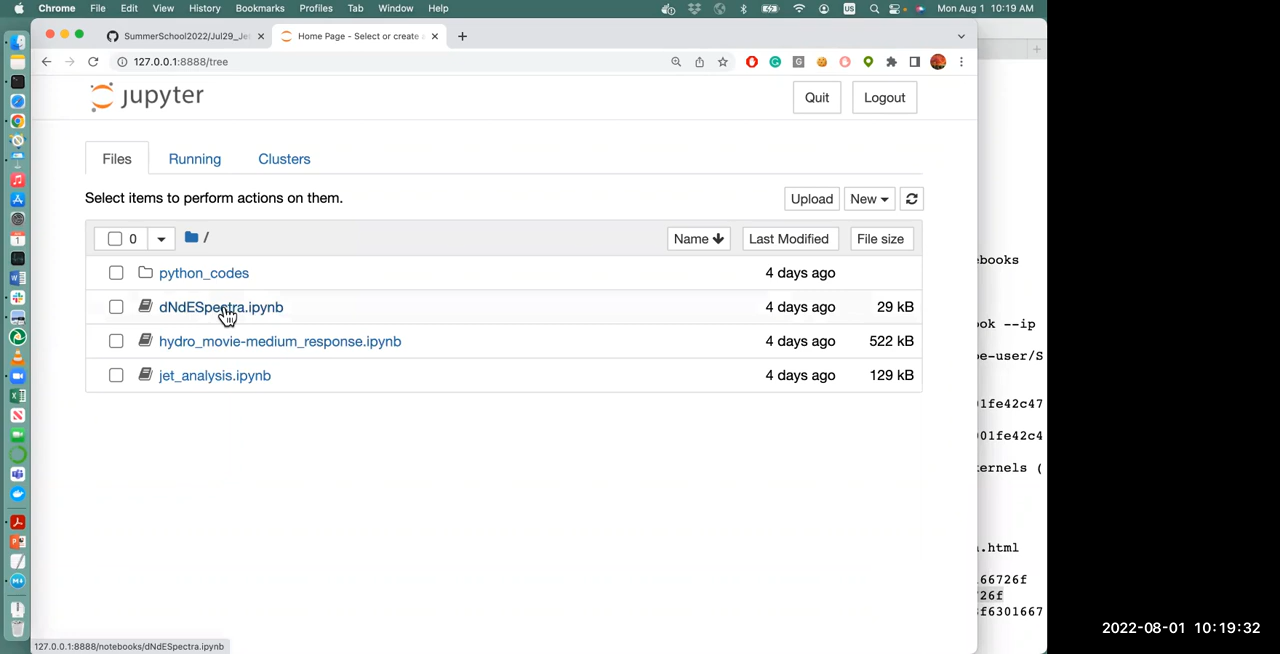 Chrome File Edit View History Bookmarks Profiles Tab Window Help US Mon Aug 1 10:19 AM
SummerSchool2022/Jul29_Je × Home Page - Select or create a × +
127.0.0.1:8888/tree
jupyter
Quit Logout
Files Running Clusters
Select items to perform actions on them.
Upload New
0 / Name Last Modified File size
python_codes 4 days ago
dNdESpectra.ipynb 4 days ago 29 kB
hydro_movie-medium_response.ipynb 4 days ago 522 kB
jet_analysis.ipynb 4 days ago 129 kB
ebooks
ook --ip
pe-user/S
01fe42c47
01fe42c4
kernels (
.html
66726f
726f
f6301667
2022-08-01 10:19:32
127.0.0.1:8888/notebooks/dNdESpectra.ipynb